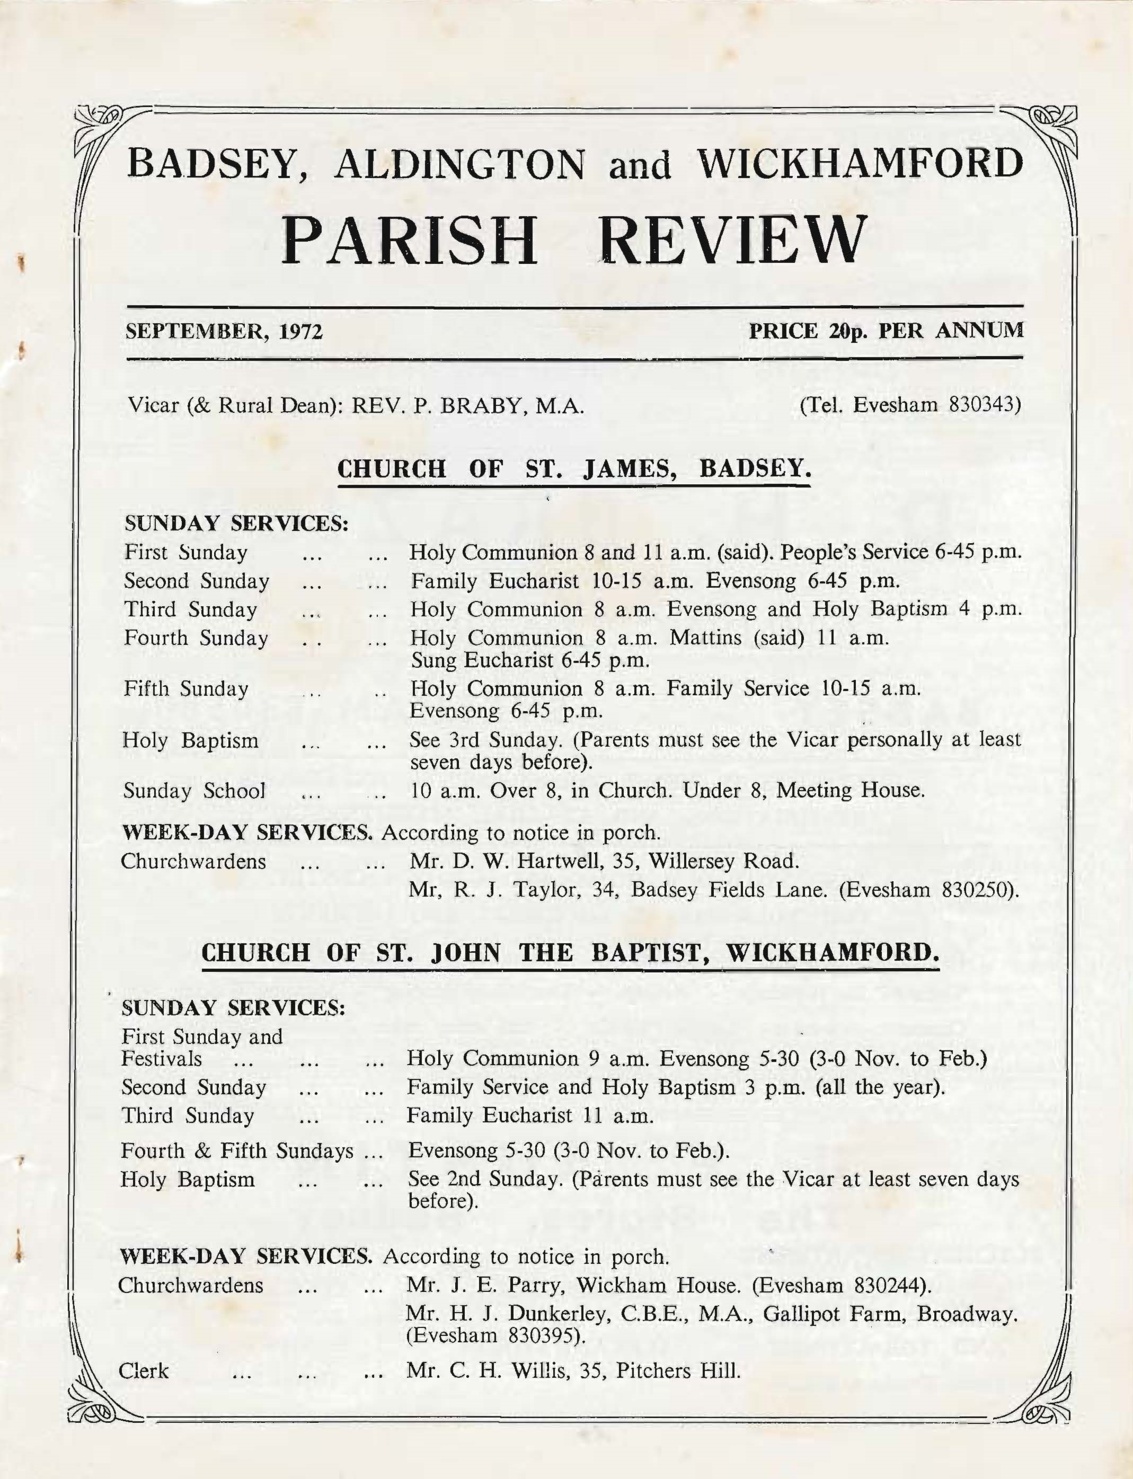 BADSEY, ALDINGTON and WICKHAMFORD
PARISH REVIEW
SEPTEMBER, 1972 PRICE 20p. PER ANNUM
Vicar (& Rural Dean): REV. P. BRABY, M.A. (Tel. Evesham 830343)
CHURCH OF ST. JAMES, BADSEY.
SUNDAY SERVICES:
First Sunday ... ... Holy Communion 8 and 11 a.m. (said). People's Service 6-45 p.m.
Second Sunday ... ... Family Eucharist 10-15 a.m. Evensong 6-45 p.m.
Third Sunday ... ... Holy Communion 8 a.m. Evensong and Holy Baptism 4 p.m.
Fourth Sunday . . ... Holy Communion 8 a.m. Mattins (said) 11 a.m.
Sung Eucharist 6-45 p.m.
Fifth Sunday ... .. Holy Communion 8 a.m. Family Service 10-15 a.m.
Evensong 6-45 p.m.
Holy Baptism ... ... See 3rd Sunday. (Parents must see the Vicar personally at least
seven days before).
Sunday School ... .. 10 a.m. Over 8, in Church. Under 8, Meeting House.
WEEK-DAY SERVICES. According to notice in porch.
Churchwardens ... ... Mr. D. W. Hartwell, 35, Willersey Road.
Mr, R. J. Taylor, 34, Badsey Fields Lane. (Evesham 830250).
CHURCH OF ST. JOHN THE BAPTIST, WICKHAMFORD.
SUNDAY SERVICES:
First Sunday and
Festivals ... ... ... Holy Communion 9 a.m. Evensong 5-30 (3-0 Nov. to Feb.)
Second Sunday ... ... Family Service and Holy Baptism 3 p.m. (all the year).
Third Sunday ... ... Family Eucharist 11 a.m.
Fourth & Fifth Sundays ... Evensong 5-30 (3-0 Nov. to Feb.).
Holy Baptism ... ... See 2nd Sunday. (Parents must see the Vicar at least seven days
before).
WEEK-DAY SERVICES. According to notice in porch.
Churchwardens ... ... Mr. J. E. Parry, Wickham House. (Evesham 830244).
Mr. H. J. Dunkerley, C.B.E., M.A., Gallipot Farm, Broadway.
(Evesham 830395).
Clerk ... ... ... Mr. C. H. Willis, 35, Pitchers Hill.